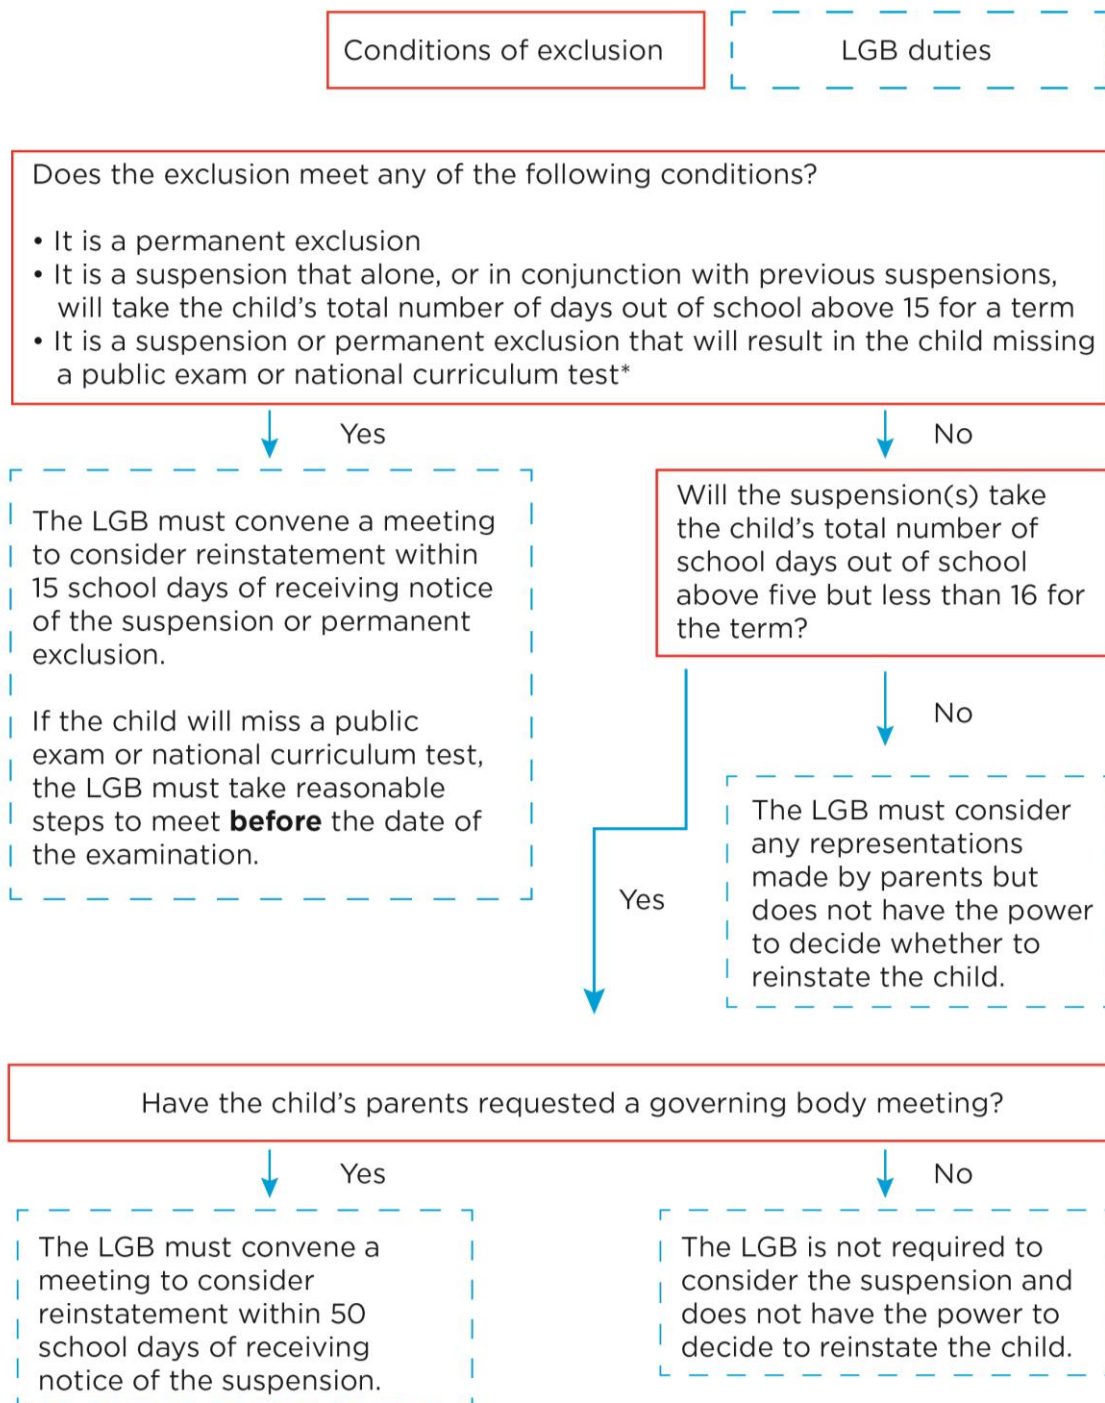 Conditions of exclusion
LGB duties
Does the exclusion meet any of the following conditions?
• It is a permanent exclusion
• It is a suspension that alone, or in conjunction with previous suspensions,
will take the child’s total number of days out of school above 15 for a term
• It is a suspension or permanent exclusion that will result in the child missing
a public exam or national curriculum test*
Yes
No
The LGB must convene a meeting
to consider reinstatement within
15 school days of receiving notice
of the suspension or permanent
exclusion.
If the child will miss a public
exam or national curriculum test,
the LGB must take reasonable
steps to meet before the date of
the examination.
Will the suspension(s) take
the child’s total number of
school days out of school
above five but less than 16 for
the term?
No
The LGB must consider
any representations
made by parents but
does not have the power
to decide whether to
reinstate the child.
Yes
Have the child’s parents requested a governing body meeting?
Yes
No
The LGB must convene a
meeting to consider
reinstatement within 50
school days of receiving
notice of the suspension.
The LGB is not required to
consider the suspension and
does not have the power to
decide to reinstate the child.